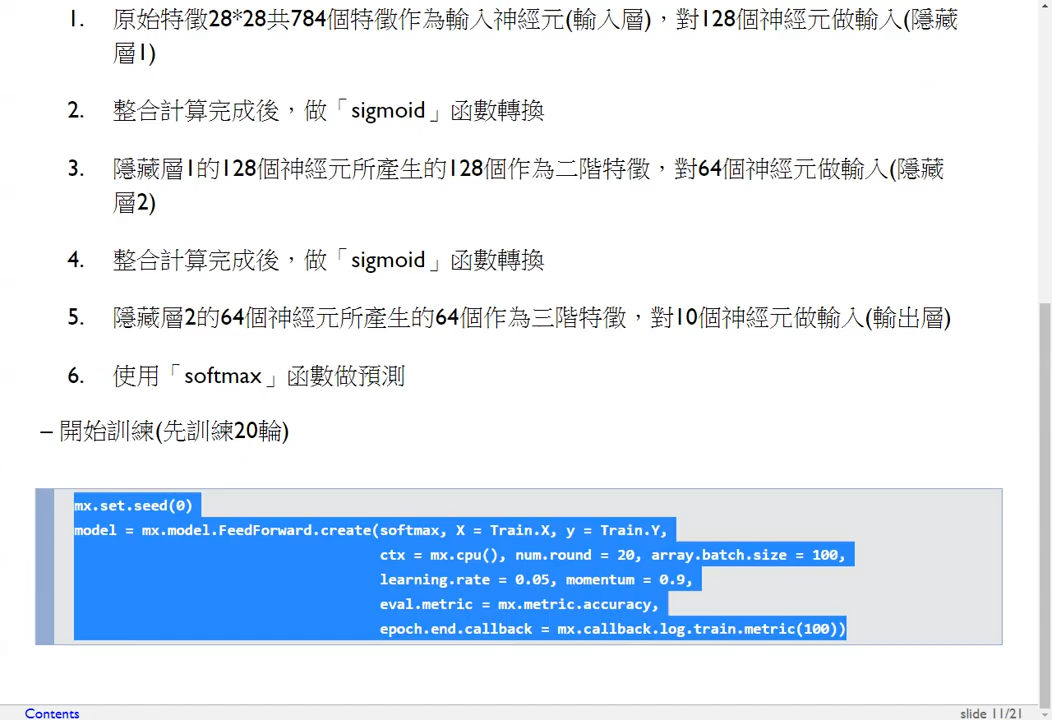 1. 原始特徵28*28共784個特徵作為輸入神經元(輸入層)，對128個神經元做輸入(隱藏
層1)
2. 整合計算完成後，做「sigmoid」函數轉換
3. 隱藏層1的128個神經元所產生的128個作為二階特徵，對64個神經元做輸入(隱藏
層2)
4. 整合計算完成後，做「sigmoid」函數轉換
5. 隱藏層2的64個神經元所產生的64個作為三階特徵，對10個神經元做輸入(輸出層)
6. 使用「softmax」函數做預測
– 開始訓練(先訓練20輪)
mx.set.seed(0)
model = mx.model.FeedForward.create(softmax, X = Train.X, y = Train.Y,
ctx = mx.cpu(), num.round = 20, array.batch.size = 100,
learning.rate = 0.05, momentum = 0.9,
eval.metric = mx.metric.accuracy,
epoch.end.callback = mx.callback.log.train.metric(100))
Contents
slide 11/21